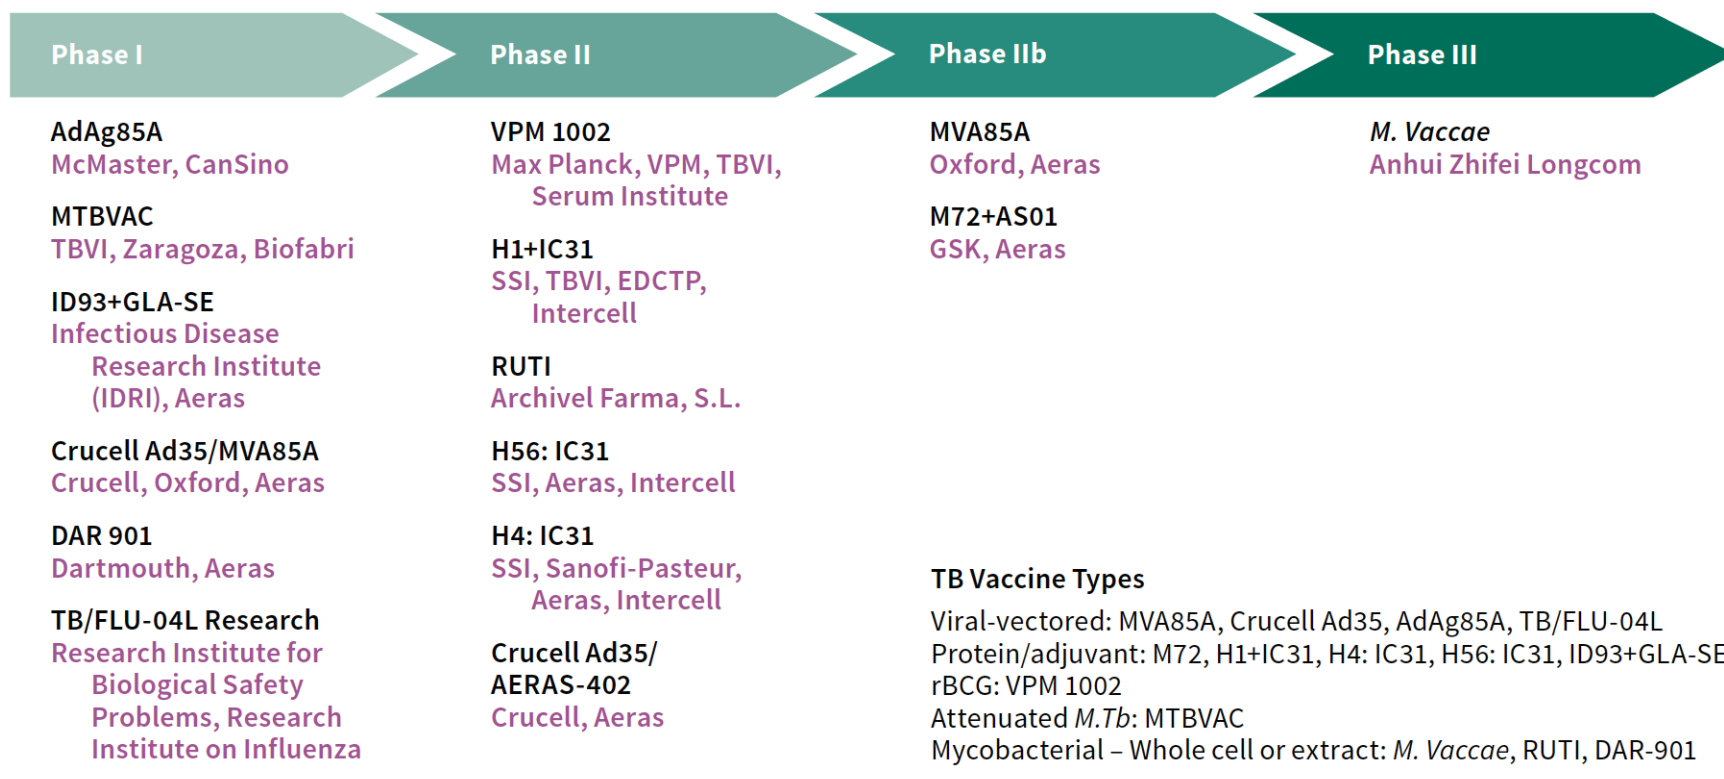 Phase I
Phase II
Phase IIb
Phase III
AdAg85A
McMaster, CanSino
MTBVAC
TBVI, Zaragoza, Biofabri
ID93+GLA-SE
Infectious Disease
Research Institute
(IDRI), Aeras
Crucell Ad35/MVA85A
Crucell, Oxford, Aeras
DAR 901
Dartmouth, Aeras
TB/FLU-04L Research
Research Institute for
Biological Safety
Problems, Research
Institute on Influenza
VPM 1002
Max Planck, VPM, TBVI,
Serum Institute
H1+IC31
SSI, TBVI, EDCTP,
Intercell
RUTI
Archivel Farma, S.L.
H56: IC31
SSI, Aeras, Intercell
H4: IC31
SSI, Sanofi-Pasteur,
Aeras, Intercell
Crucell Ad35/
AERAS-402
Crucell, Aeras
MVA85A
Oxford, Aeras
M72+AS01
GSK, Aeras
M. Vaccae
Anhui Zhifei Longcom
TB Vaccine Types
Viral-vectored: MVA85A, Crucell Ad35, AdAg85A, TB/FLU-04L
Protein/adjuvant: M72, H1+IC31, H4: IC31, H56: IC31, ID93+GLA-SE
rBCG: VPM 1002
Attenuated M.Tb: MTBVAC
Mycobacterial – Whole cell or extract: M. Vaccae, RUTI, DAR-901